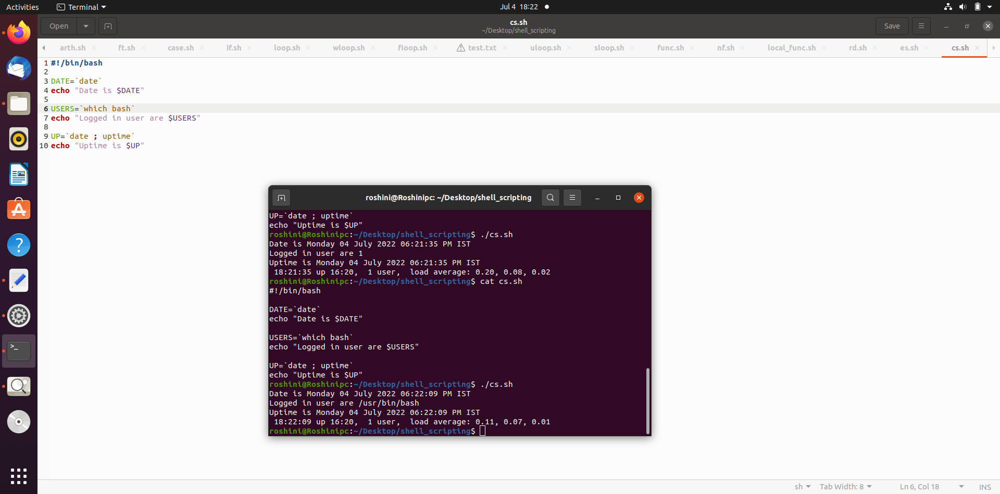 Activities
Terminal
Jul 4 18:22
Open
cs.sh
~/Desktop/shell_scripting
Save
arth.sh
ft.sh
case.sh
if.sh
loop.sh
wloop.sh
floop.sh
test.txt
uloop.sh
sloop.sh
func.sh
nf.sh
local_func.sh
rd.sh
es.sh
cs.sh
1 #!/bin/bash
2
3 DATE=`date`
4 echo "Date is $DATE"
5
6 USERS=`which bash`
7 echo "Logged in user are $USERS"
8
9 UP=`date ; uptime`
10 echo "Uptime is $UP"
roshini@Roshinipc: ~/Desktop/shell_scripting
UP=`date ; uptime`
echo "Uptime is $UP"
roshini@Roshinipc:~/Desktop/shell_scripting$ ./cs.sh
Date is Monday 04 July 2022 06:21:35 PM IST
Logged in user are 1
Uptime is Monday 04 July 2022 06:21:35 PM IST
 18:21:35 up 16:20,  1 user,  load average: 0.20, 0.08, 0.02
roshini@Roshinipc:~/Desktop/shell_scripting$ cat cs.sh
#!/bin/bash

DATE=`date`
echo "Date is $DATE"

USERS=`which bash`
echo "Logged in user are $USERS"

UP=`date ; uptime`
echo "Uptime is $UP"
roshini@Roshinipc:~/Desktop/shell_scripting$ ./cs.sh
Date is Monday 04 July 2022 06:22:09 PM IST
Logged in user are /usr/bin/bash
Uptime is Monday 04 July 2022 06:22:09 PM IST
 18:22:09 up 16:20,  1 user,  load average: 0.11, 0.07, 0.01
roshini@Roshinipc:~/Desktop/shell_scripting$
sh
Tab Width: 8
Ln 6, Col 18
INS